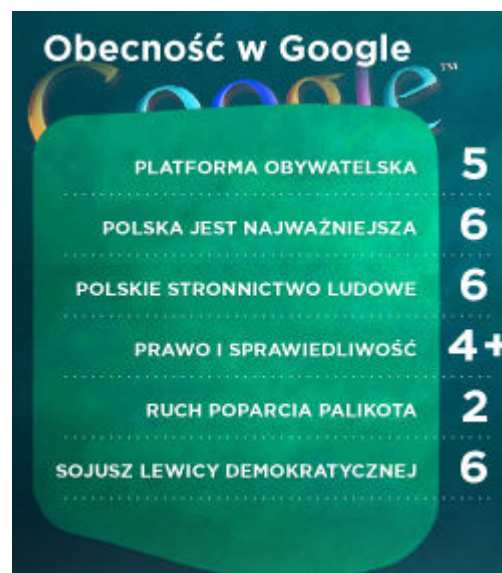 Obecność w Google
Google™
PLATFORMA OBYWATELSKA 5
POLSKA JEST NAJWAŻNIEJSZA 6
POLSKIE STRONNICTWO LUDOWE 6
PRAWO I SPRAWIEDLIWOŚĆ 4+
RUCH POPARCIA PALIKOTA 2
SOJUSZ LEWICY DEMOKRATYCZNEJ 6